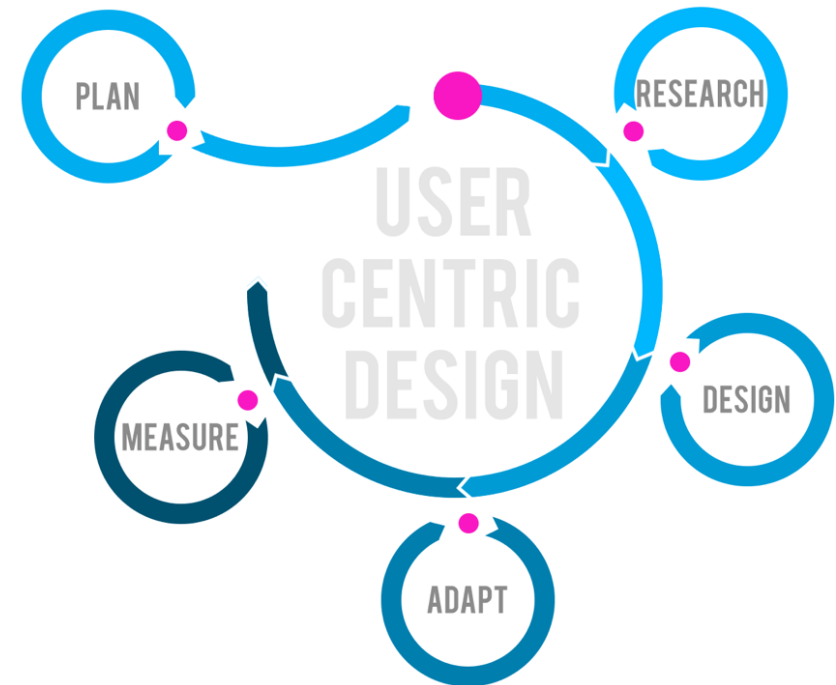 PLAN
RESEARCH
USER
CENTRIC
DESIGN
DESIGN
MEASURE
ADAPT